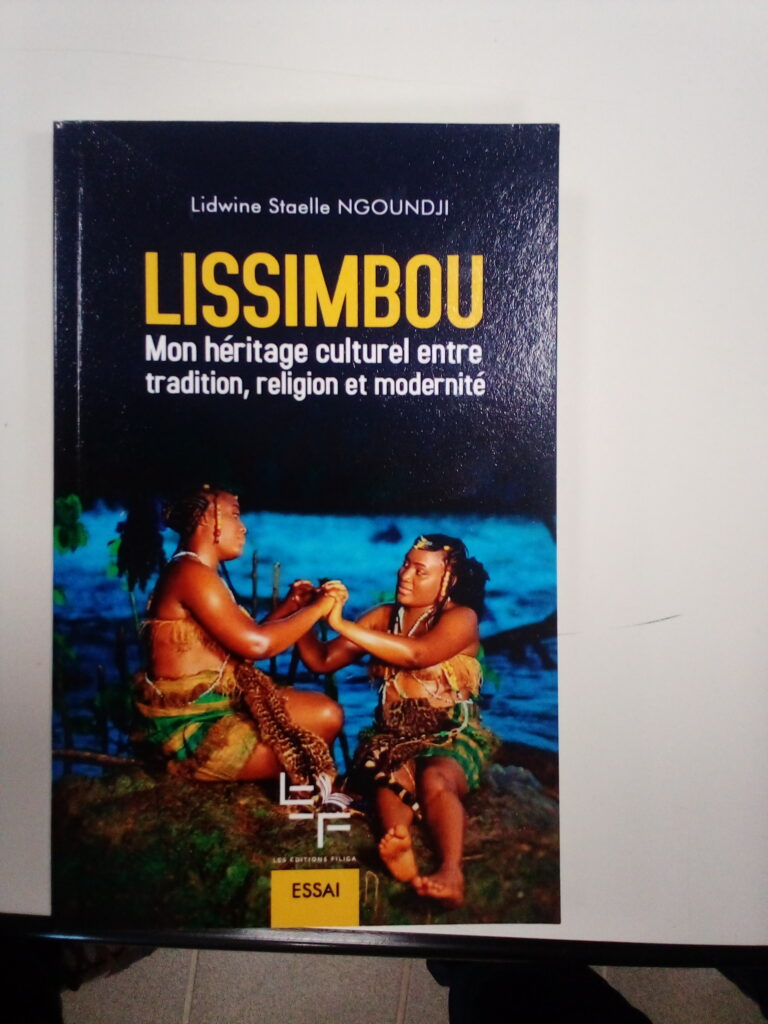 Lidwine Staelle NGOUNDJI
LISSIMBOU
Mon héritage culturel entre
tradition, religion et modernité
LES EDITIONS FILIGA
ESSAI